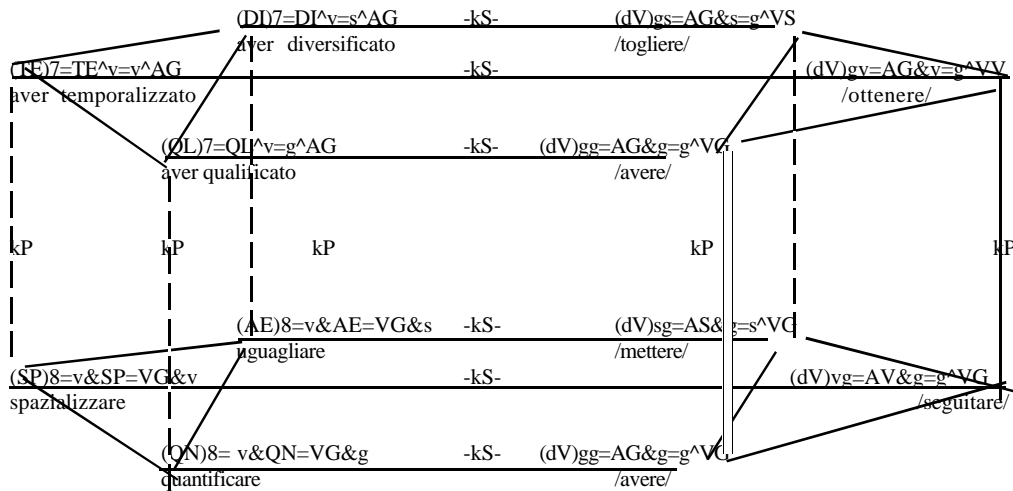 (DI)7=DI^v=s^AG -kS- (dV)gs=AG&s=g^VS
aver diversificato /togliere/
(TE)7=TE^v=v^AG -kS- (dV)gv=AG&v=g^VV
aver temporalizzato /ottenere/
(QL)7=QL^v=g^AG -kS- (dV)gg=AG&g=g^VG
aver qualificato /avere/
kP kP kP kP kP
(AE)8=v&AE=VG&s -kS- (dV)sg=AS&g=s^VG
uguagliare /mettere/
(SP)8=v&SP=VG&v -kS- (dV)vg=AV&g=g^VG
spazializzare /seguitare/
(QN)8= v&QN=VG&g -kS- (dV)gg=AG&g=g^VG
quantificare /avere/